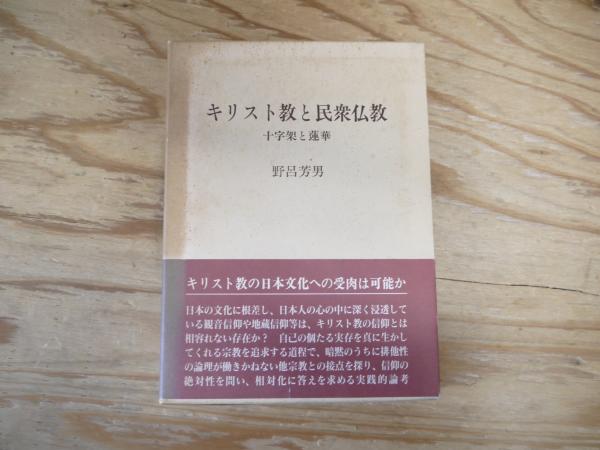 キリスト教と民衆仏教
十字架と蓮華
野呂芳男
キリスト教の日本文化への受肉は可能か
日本の文化に根差し、日本人の心の中に深く浸透して
いる観音信仰や地蔵信仰等は、キリスト教の信仰とは
相容れない存在か? 自己の個たる実存を真に生かし
てくれる宗教を追求する道程で、暗黙のうちに排他性
の論理が働きかねない他宗教との接点を探り、信仰の
絶対性を問い、相対化に答えを求める実践的論考